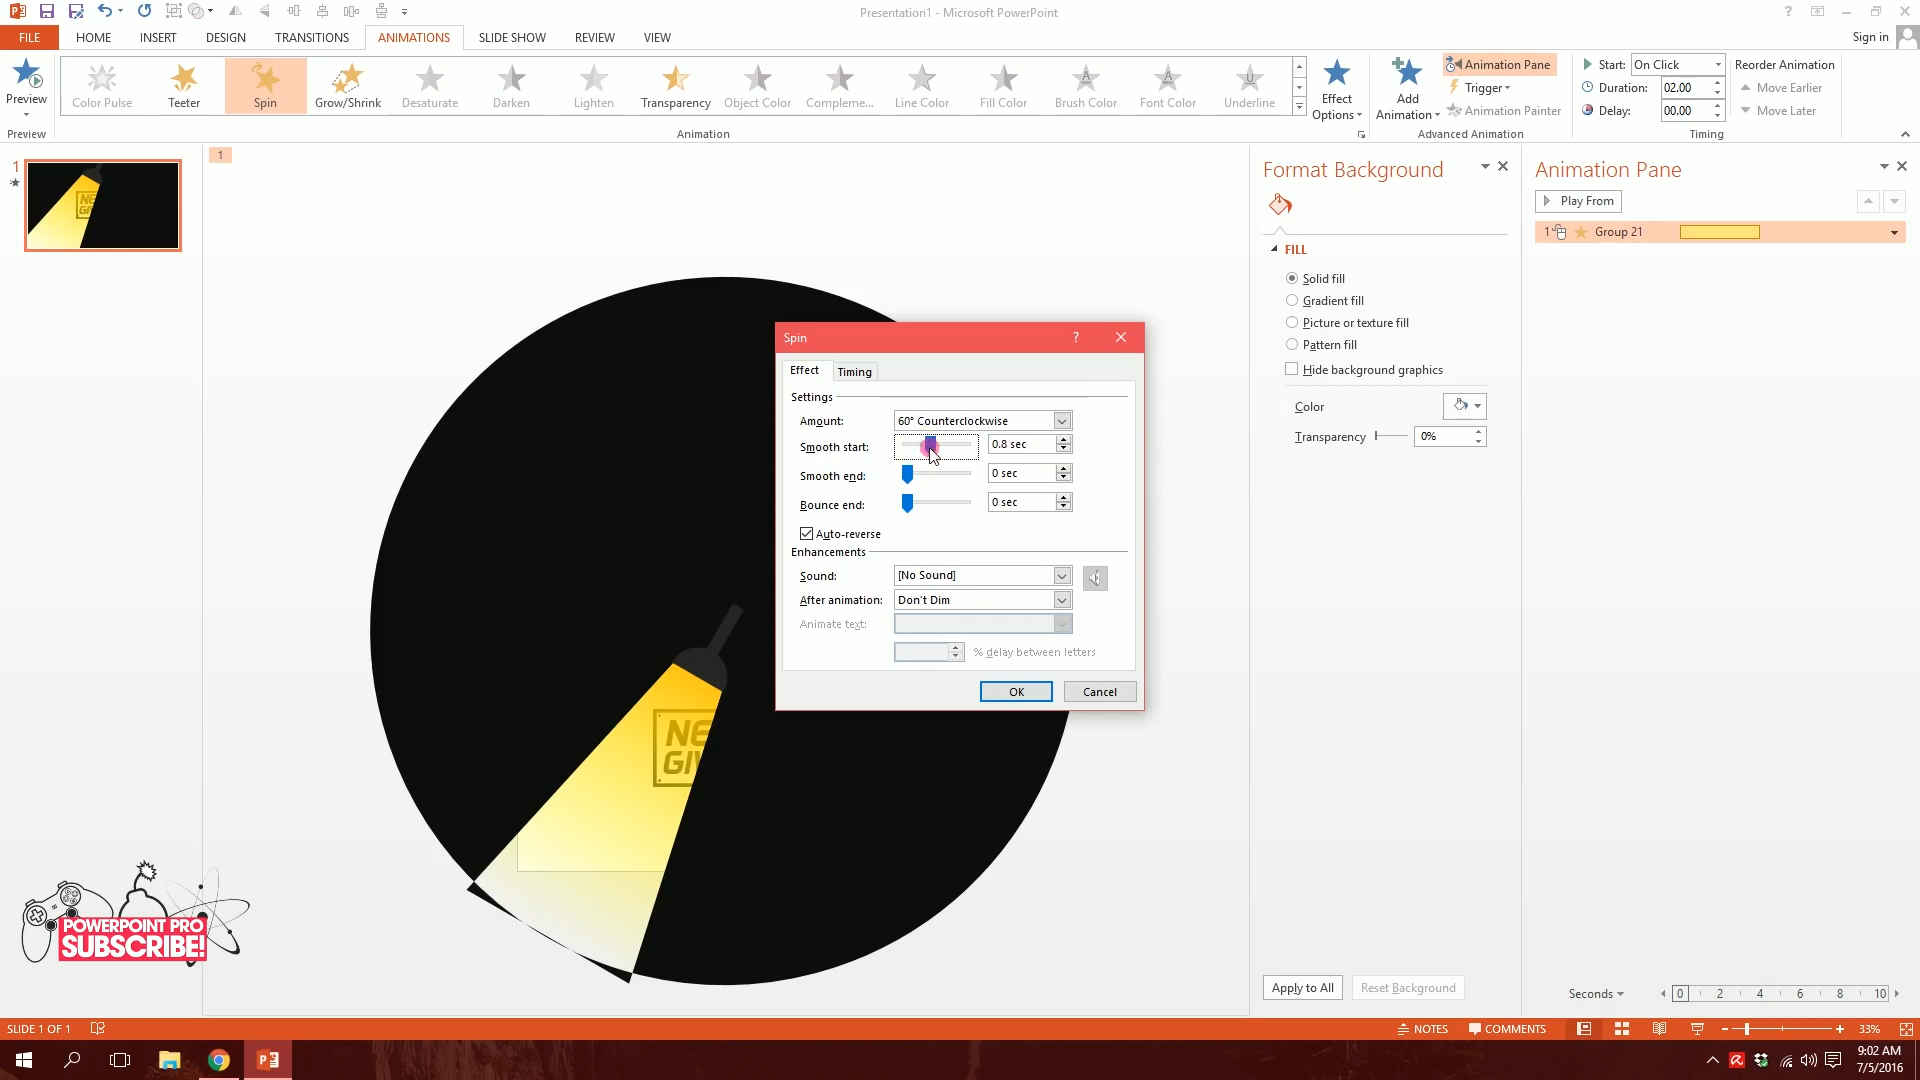 Presentation1 - Microsoft PowerPoint
?
FILE HOME INSERT DESIGN TRANSITIONS ANIMATIONS SLIDE SHOW REVIEW VIEW
Sign in
Preview
Preview
Color Pulse Teeter Spin Grow/Shrink Desaturate Darken Lighten Transparency Object Color Compleme... Line Color Fill Color Brush Color Font Color Underline
Animation
Effect
Options
Add
Animation
Animation Pane
Trigger
Animation Painter
Advanced Animation
Start: On Click
Duration: 02.00
Delay: 00.00
Reorder Animation
Move Earlier
Move Later
Timing
1
1
Format Background
FILL
Solid fill
Gradient fill
Picture or texture fill
Pattern fill
Hide background graphics
Color
Transparency 0%
Apply to All Reset Background
Animation Pane
Play From
1 Group 21
Seconds 0 2 4 6 8 10
Spin ?
Effect Timing
Settings
Amount: 60° Counterclockwise
Smooth start: 0.8 sec
Smooth end: 0 sec
Bounce end: 0 sec
Auto-reverse
Enhancements
Sound: [No Sound]
After animation: Don't Dim
Animate text:
% delay between letters
OK Cancel
NE
GIV
POWERPOINT PRO
SUBSCRIBE!
SLIDE 1 OF 1
NOTES COMMENTS 33%
9:02 AM
7/5/2016